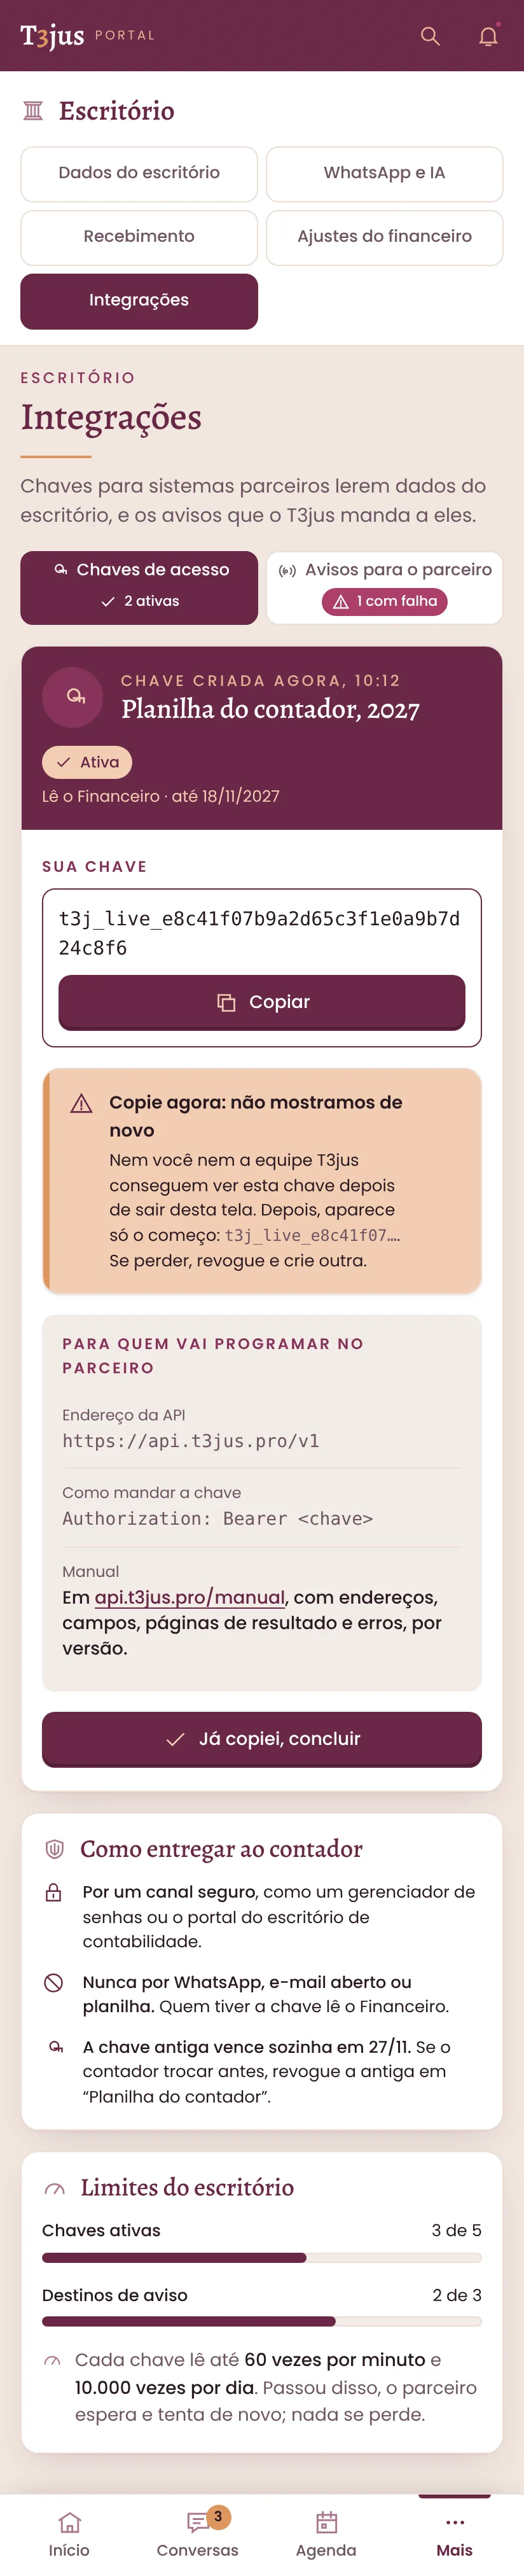 T3jus PORTAL
Escritório
Dados do escritório
WhatsApp e IA
Recebimento
Ajustes do financeiro
Integrações
ESCRITÓRIO
Integrações
Chaves para sistemas parceiros lerem dados do
escritório, e os avisos que o T3jus manda a eles.
Chaves de acesso
2 ativas
Avisos para o parceiro
1 com falha
CHAVE CRIADA AGORA, 10:12
Planilha do contador, 2027
Ativa
Lê o Financeiro · até 18/11/2027
SUA CHAVE
t3j_live_e8c41f07b9a2d65c3f1e0a9b7d
24c8f6
Copiar
Copie agora: não mostramos de
novo
Nem você nem a equipe T3jus
conseguem ver esta chave depois
de sair desta tela. Depois, aparece
só o começo: t3j_live_e8c41f07….
Se perder, revogue e crie outra.
PARA QUEM VAI PROGRAMAR NO
PARCEIRO
Endereço da API
https://api.t3jus.pro/v1
Como mandar a chave
Authorization: Bearer <chave>
Manual
Em api.t3jus.pro/manual, com endereços,
campos, páginas de resultado e erros, por
versão.
Já copiei, concluir
Como entregar ao contador
Por um canal seguro, como um gerenciador de
senhas ou o portal do escritório de
contabilidade.
Nunca por WhatsApp, e-mail aberto ou
planilha. Quem tiver a chave lê o Financeiro.
A chave antiga vence sozinha em 27/11. Se o
contador trocar antes, revogue a antiga em
“Planilha do contador”.
Limites do escritório
Chaves ativas 3 de 5
Destinos de aviso 2 de 3
Cada chave lê até 60 vezes por minuto e
10.000 vezes por dia. Passou disso, o parceiro
espera e tenta de novo; nada se perde.
3
Início
Conversas
Agenda
Mais